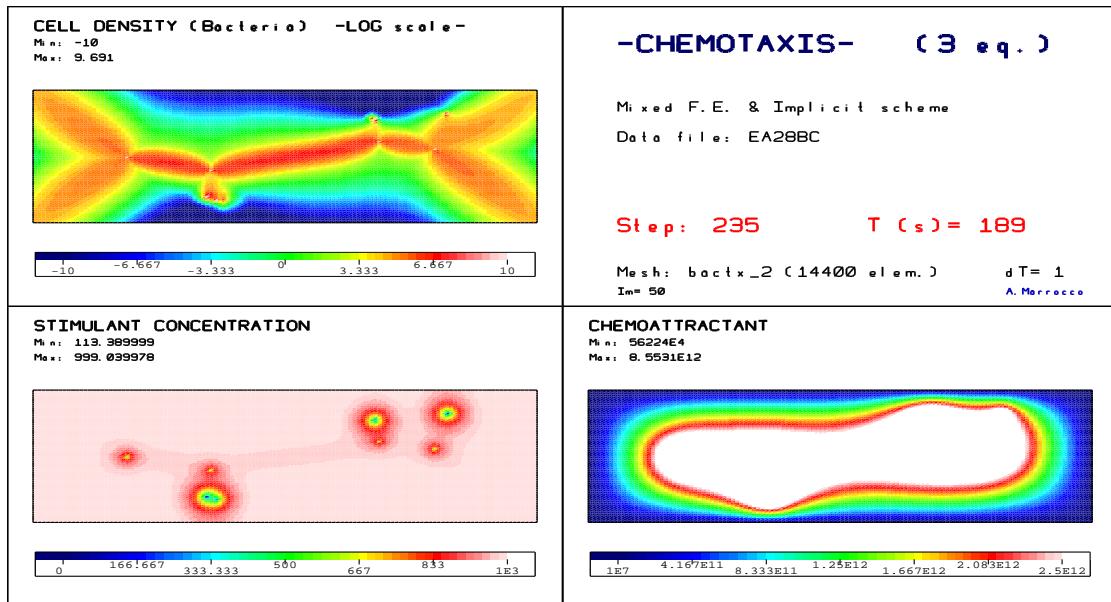 CELL DENSITY (Bacteria) -LOG scale-
Min: -10
Max: 9.691
-10 -6.667 -3.333 0 3.333 6.667 10
-CHEMOTAXIS- (3 eq.)
Mixed F.E. & Implicit scheme
Data file: EA28BC
Step: 235 T (s)= 189
Mesh: bactx_2 (14400 elem.) dT= 1
Im= 50 A.Marrocco
STIMULANT CONCENTRATION
Min: 113.389999
Max: 999.039978
0 166.667 333.333 500 667 833 1E3
CHEMOATTRACTANT
Min: 56224E4
Max: 8.5531E12
1E7 4.167E11 8.333E11 1.25E12 1.667E12 2.083E12 2.5E12